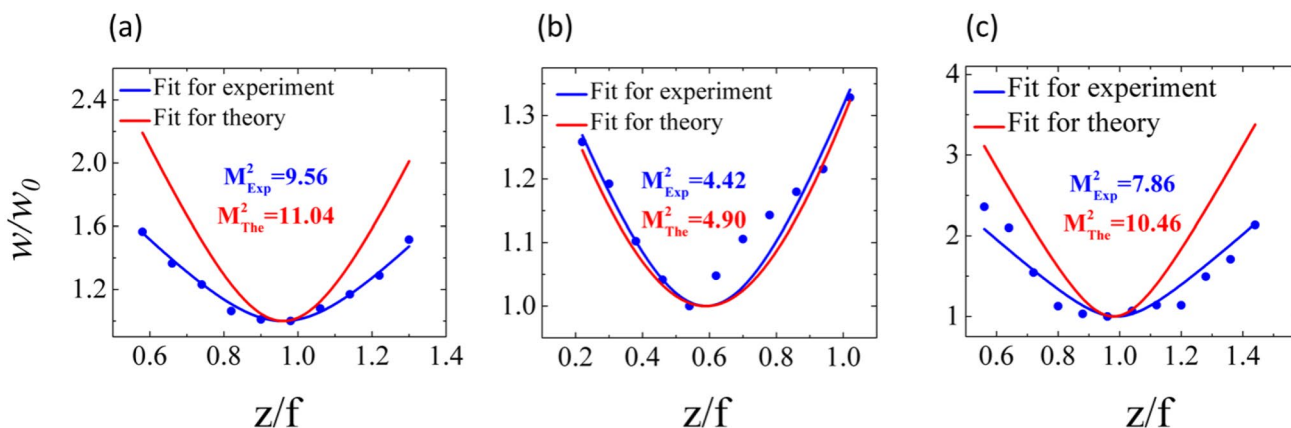 (a)
(b)
(c)
w/w0
2.4
2.0
1.6
1.2
Fit for experiment
Fit for theory
M²Exp=9.56
M²The=11.04
0.6 0.8 1.0 1.2 1.4
z/f
1.3
1.2
1.1
1.0
Fit for experiment
Fit for theory
M²Exp=4.42
M²The=4.90
0.2 0.4 0.6 0.8 1.0
z/f
4
3
2
1
Fit for experiment
Fit for theory
M²Exp=7.86
M²The=10.46
0.6 0.8 1.0 1.2 1.4
z/f